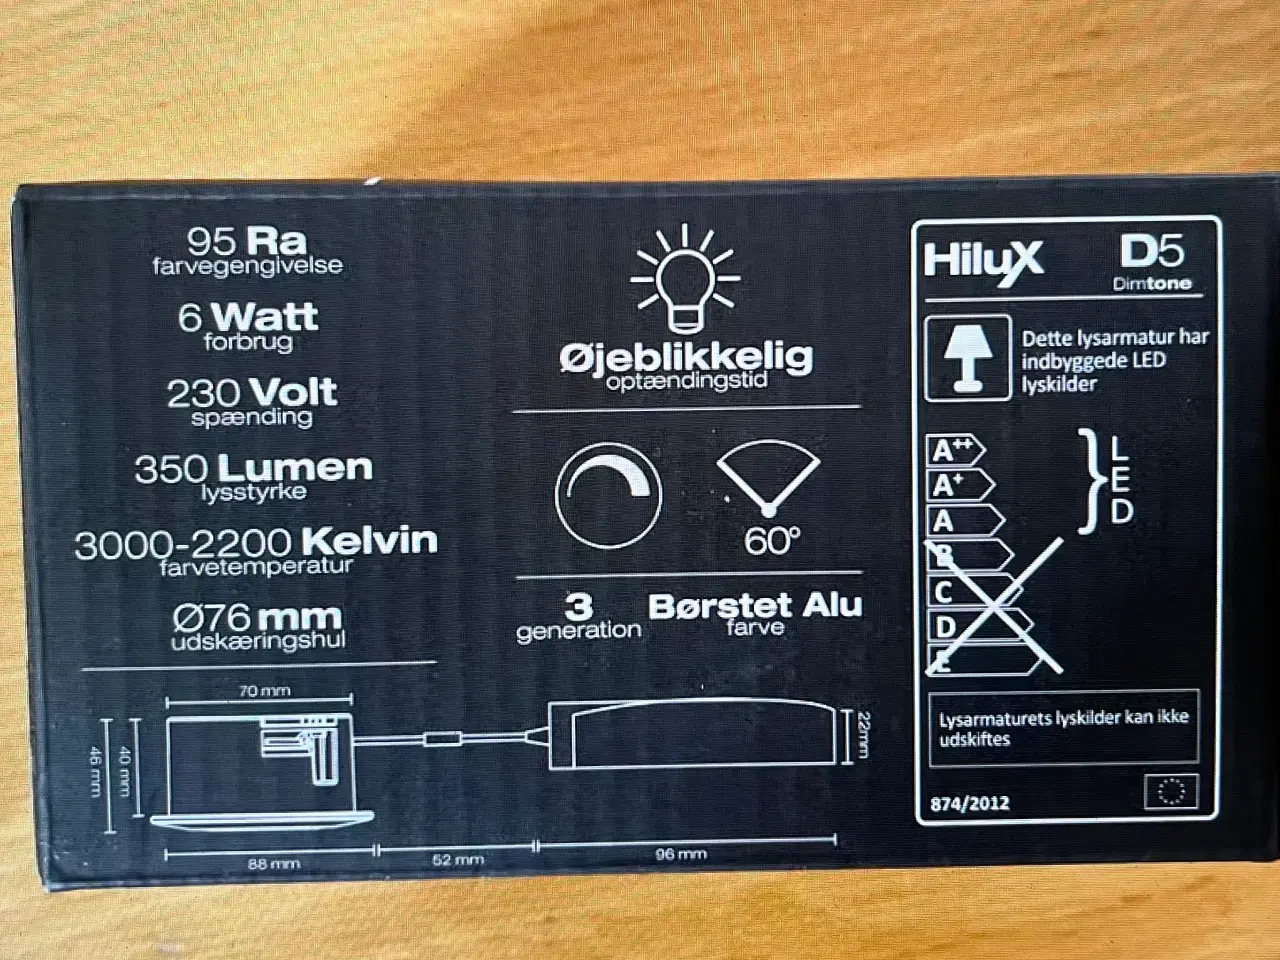 95 Ra
farvegengivelse
6 Watt
forbrug
230 Volt
spænding
350 Lumen
lysstyrke
3000-2200 Kelvin
farvetemperatur
Ø76 mm
udskæringshul
70 mm
46 mm
40 mm
88 mm
52 mm
96 mm
22mm
Øjeblikkelig
optændingstid
60°
3
generation
Børstet Alu
farve
HiluX D5
Dimtone
Dette lysarmatur har
indbyggede LED
lyskilder
A++
A+
A
B
C
D
E
L
E
D
Lysarmaturets lyskilder kan ikke
udskiftes
874/2012